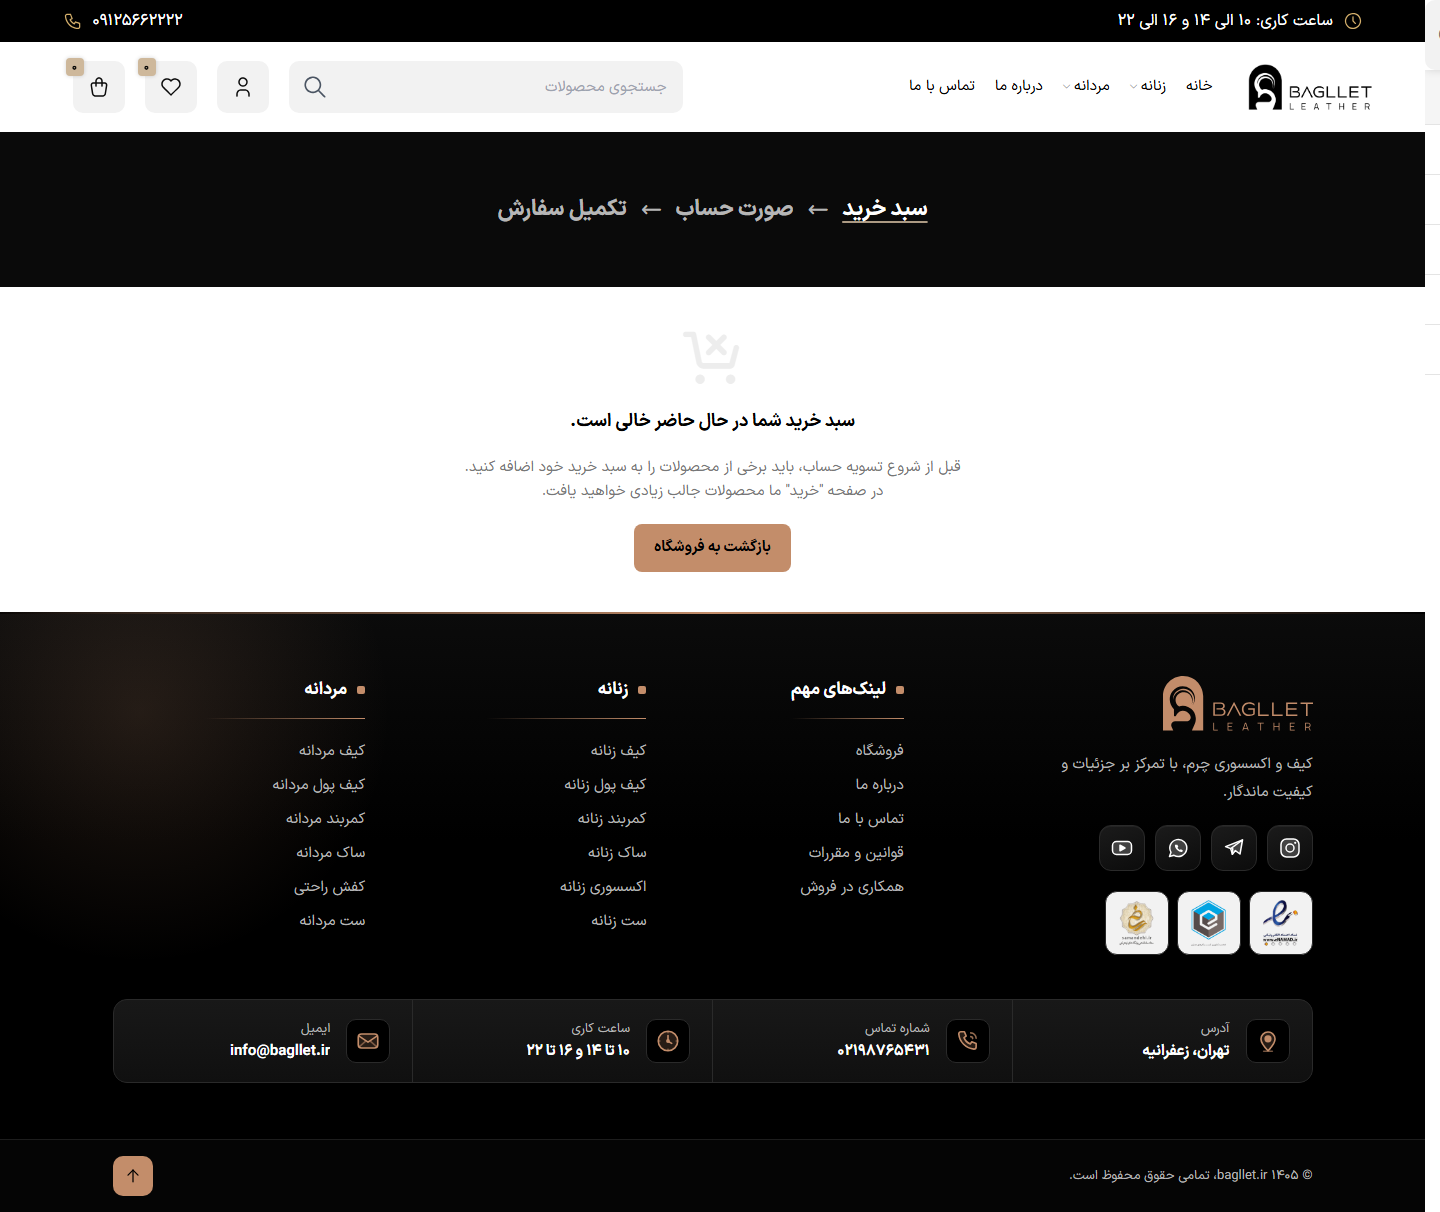 ساعت کاری: ۱۰ الی ۱۴ و ۱۶ الی ۲۲
۰۹۱۲۵۶۶۲۲۲۲
BAGLLET
LEATHER
خانه
زنانه
مردانه
درباره ما
تماس با ما
جستجوی محصولات
۰
۰
سبد خرید ← صورت حساب ← تکمیل سفارش
سبد خرید شما در حال حاضر خالی است.
قبل از شروع تسویه حساب، باید برخی از محصولات را به سبد خرید خود اضافه کنید.
در صفحه "خرید" ما محصولات جالب زیادی خواهید یافت.
بازگشت به فروشگاه
BAGLLET
LEATHER
کیف و اکسسوری چرم، با تمرکز بر جزئیات و
کیفیت ماندگار.
لینک‌های مهم
فروشگاه
درباره ما
تماس با ما
قوانین و مقررات
همکاری در فروش
زنانه
کیف زنانه
کیف پول زنانه
کمربند زنانه
ساک زنانه
اکسسوری زنانه
ست زنانه
مردانه
کیف مردانه
کیف پول مردانه
کمربند مردانه
ساک مردانه
کفش راحتی
ست مردانه
آدرس
تهران، زعفرانیه
شماره تماس
۰۲۱۹۸۷۶۵۴۳۱
ساعت کاری
۱۰ تا ۱۴ و ۱۶ تا ۲۲
ایمیل
info@bagllet.ir
© ۱۴۰۵ bagllet.ir، تمامی حقوق محفوظ است.